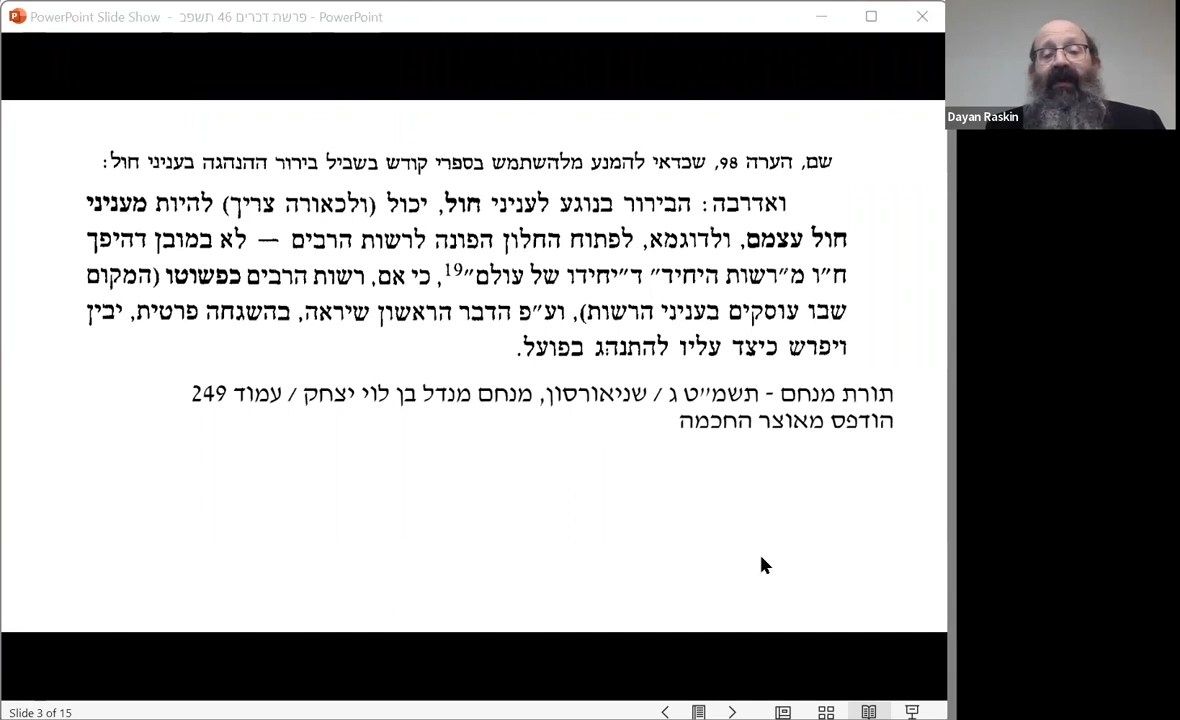 PowerPoint Slide Show - פרשת דברים 46 תשפב - PowerPoint
Dayan Raskin
שם, הערה 98, שכדאי להמנע מלהשתמש בספרי קודש בשביל בירור ההנהגה בעניני חול:
ואדרבה: הבירור בנוגע לעניני חול, יכול (ולכאורה צריך) להיות מעניני
חול עצמם, ולדוגמא, לפתוח החלון הפונה לרשות הרבים — לא במובן דהיפך
ח״ו מ״רשות היחיד״ ד״יחידו של עולם״19, כי אם, רשות הרבים כפשוטו (המקום
שבו עוסקים בעניני הרשות), וע״פ הדבר הראשון שיראה, בהשגחה פרטית, יבין
ויפרש כיצד עליו להתנהג בפועל.
תורת מנחם - תשמ״ט ג / שניאורסון, מנחם מנדל בן לוי יצחק / עמוד 249
הודפס מאוצר החכמה
Slide 3 of 15